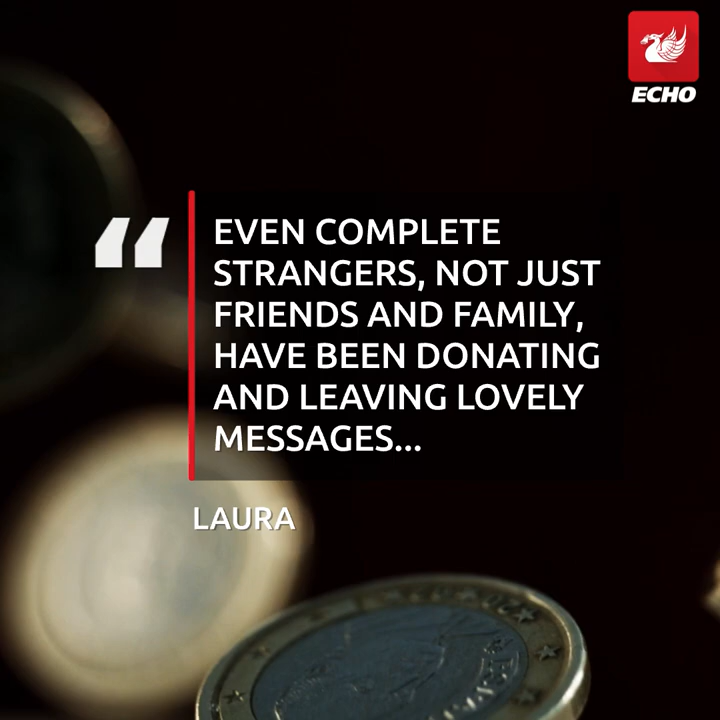 ECHO
“
EVEN COMPLETE
STRANGERS, NOT JUST
FRIENDS AND FAMILY,
HAVE BEEN DONATING
AND LEAVING LOVELY
MESSAGES...
LAURA